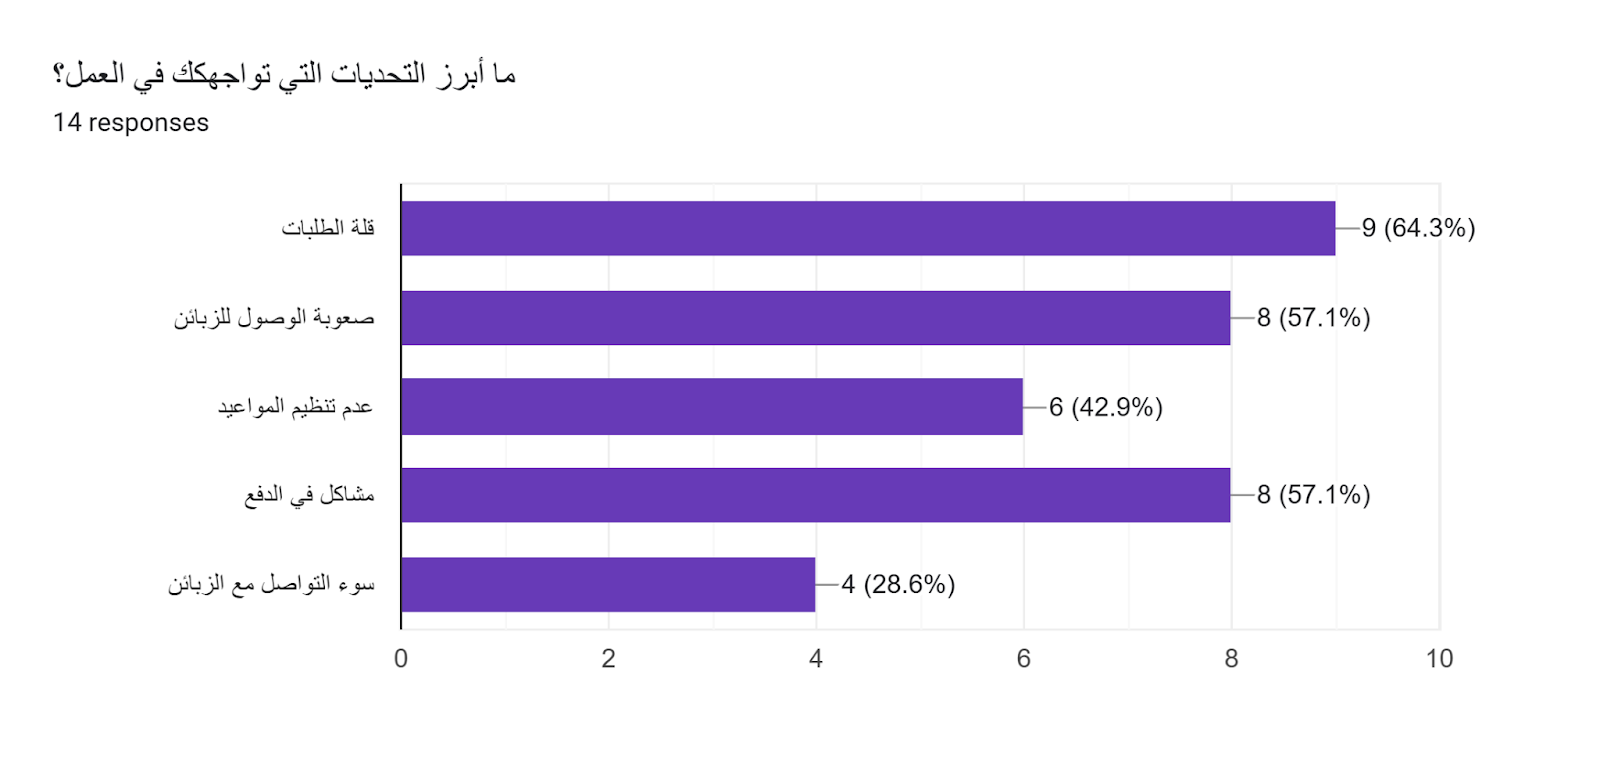 ما أبرز التحديات التي تواجهكك في العمل؟
14 responses
قلة الطلبات
9 (64.3%)
صعوبة الوصول للزبائن
8 (57.1%)
عدم تنظيم المواعيد
6 (42.9%)
مشاكل في الدفع
8 (57.1%)
سوء التواصل مع الزبائن
4 (28.6%)
0 2 4 6 8 10